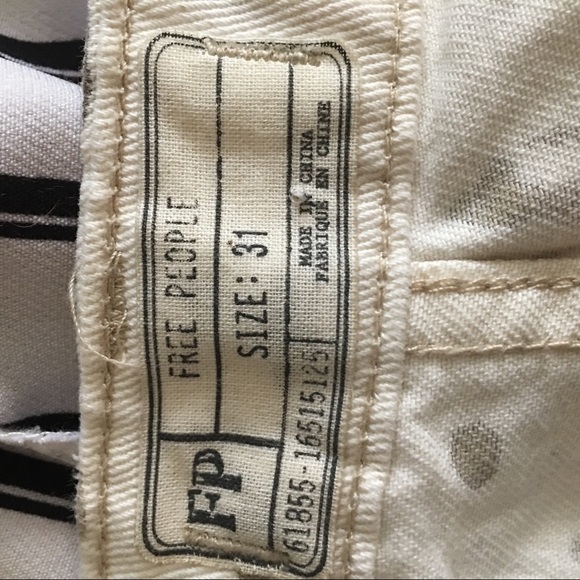 FREE PEOPLE
SIZE: 31
MADE IN CHINA
FABRIQUE EN CHINE
FP
61855-16515125